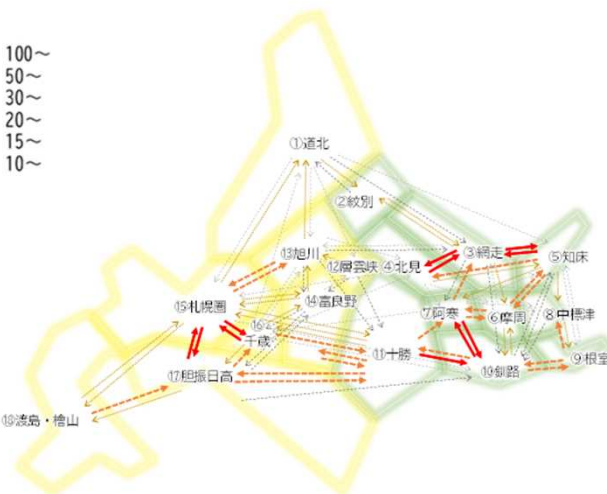 100～
50～
30～
20～
15～
10～
①道北
②紋別
③網走
⑬旭川
⑫層雲峡
④北見
⑤知床
⑭富良野
⑮札幌圏
⑦阿寒
⑥摩周
⑧中標津
⑯
千歳
⑪十勝
⑨根室
⑩釧路
⑰胆振日高
⑱渡島・檜山